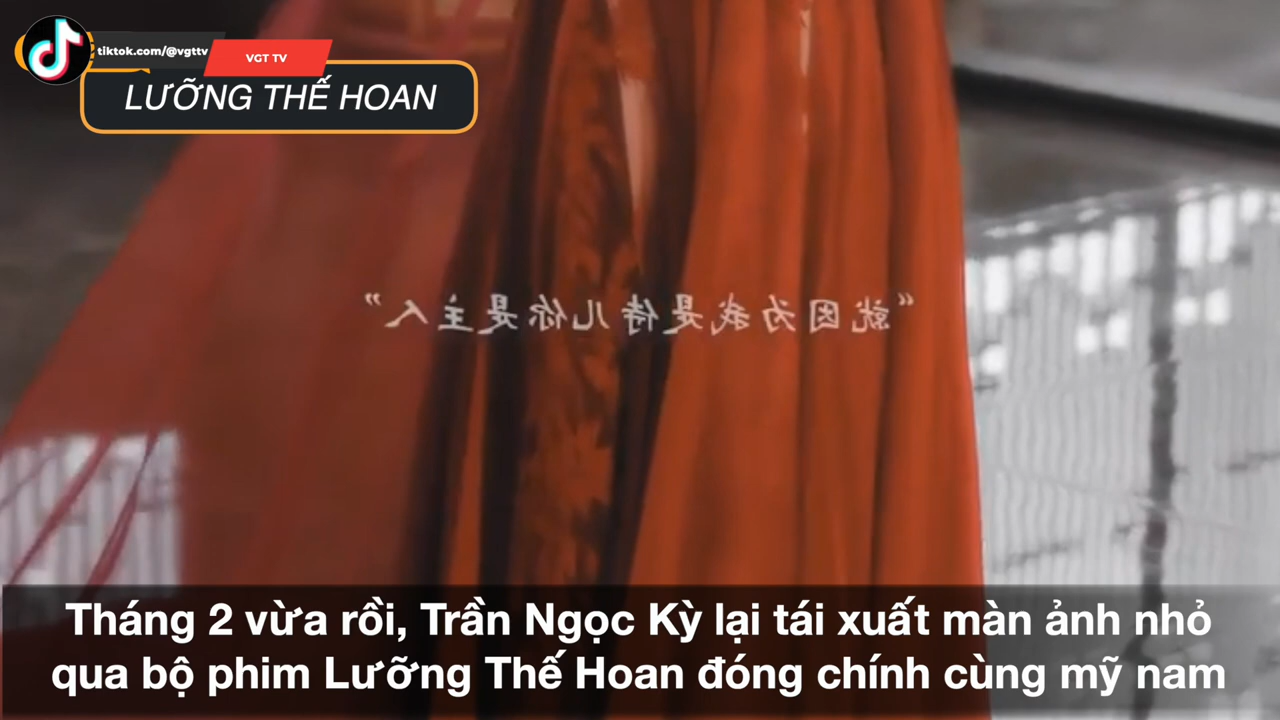 tiktok.com/@vgttv
VGT TV
LƯỠNG THẾ HOAN
“就因为我是侍儿你是主人”
Tháng 2 vừa rồi, Trần Ngọc Kỳ lại tái xuất màn ảnh nhỏ
qua bộ phim Lưỡng Thế Hoan đóng chính cùng mỹ nam